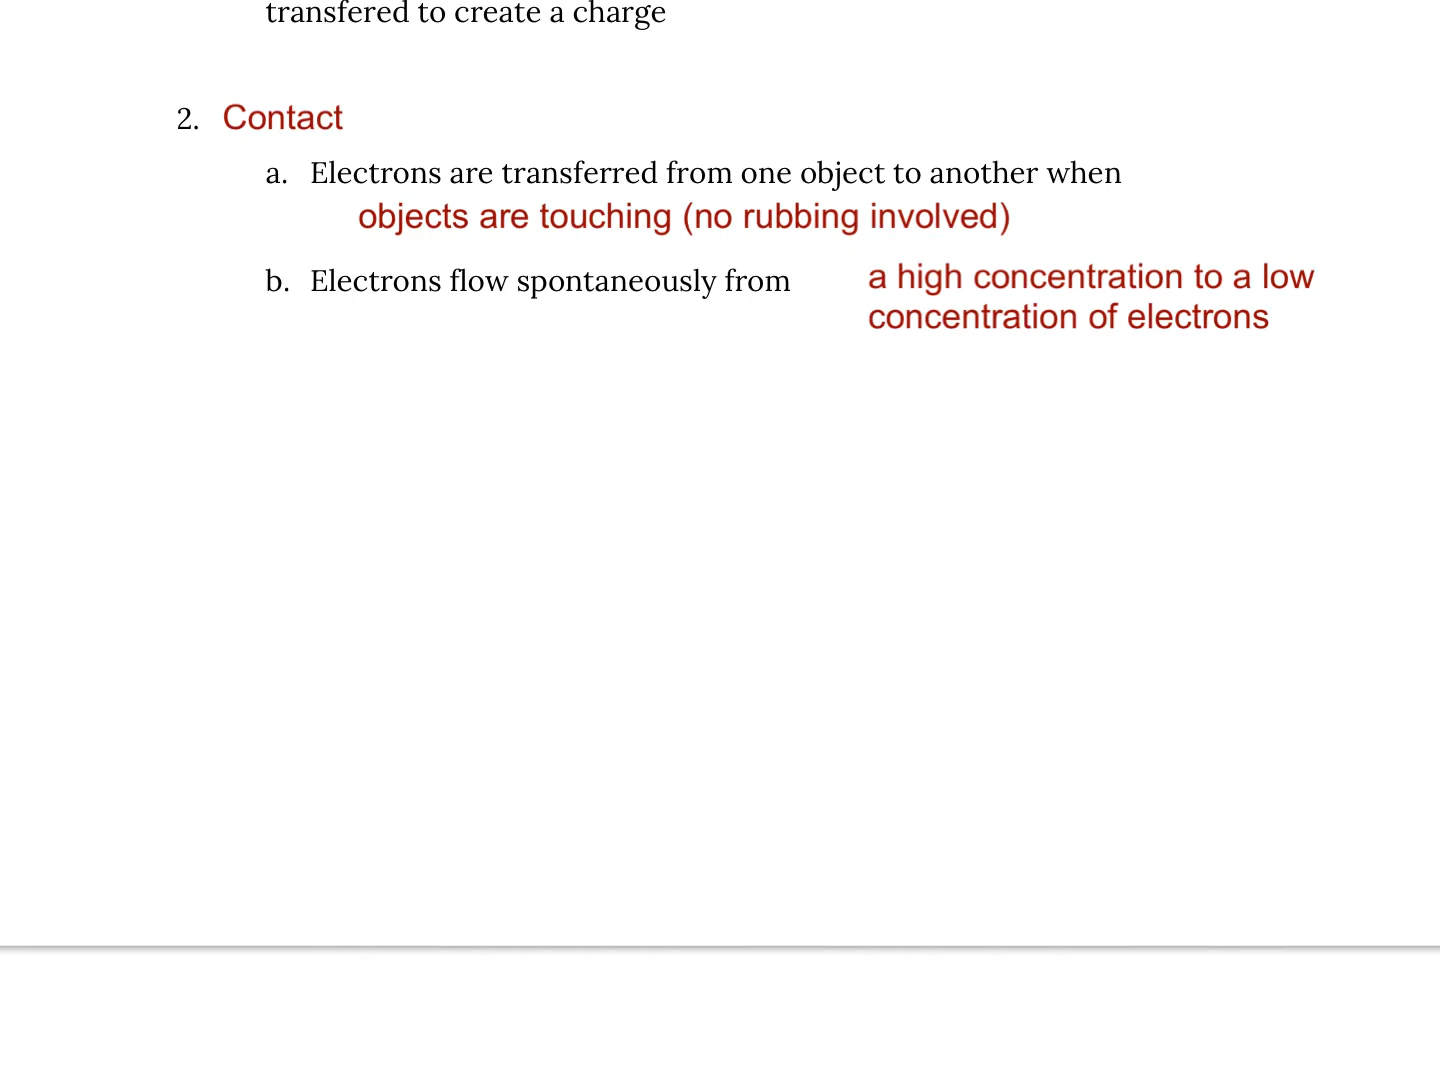 transfered to create a charge
2. Contact
a. Electrons are transferred from one object to another when
objects are touching (no rubbing involved)
b. Electrons flow spontaneously from a high concentration to a low
concentration of electrons